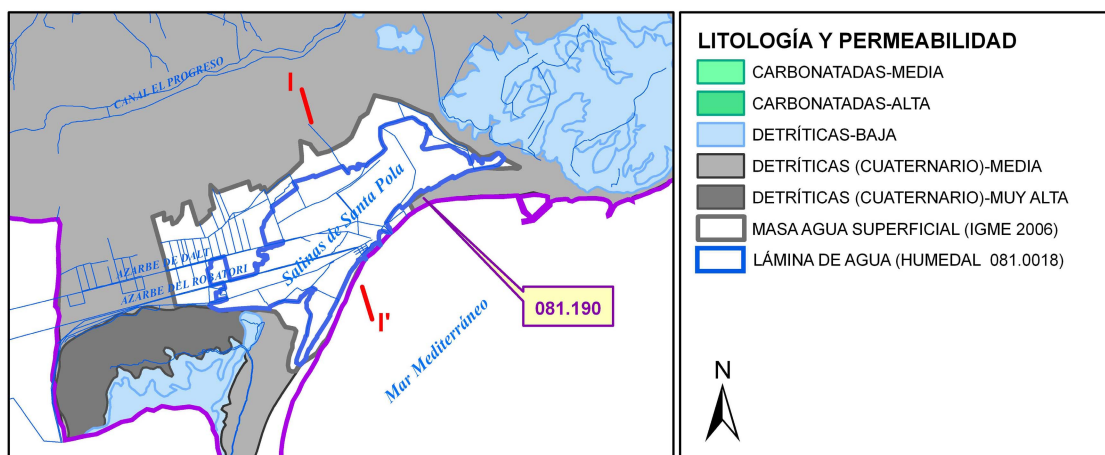 CANAL EL PROGRESO
I
Salinas de Santa Pola
AZARBE DE DALT
AZARBE DEL ROBATORI
I'
Mar Mediterráneo
081.190
LITOLOGÍA Y PERMEABILIDAD
CARBONATADAS-MEDIA
CARBONATADAS-ALTA
DETRÍTICAS-BAJA
DETRÍTICAS (CUATERNARIO)-MEDIA
DETRÍTICAS (CUATERNARIO)-MUY ALTA
MASA AGUA SUPERFICIAL (IGME 2006)
LÁMINA DE AGUA (HUMEDAL 081.0018)
N